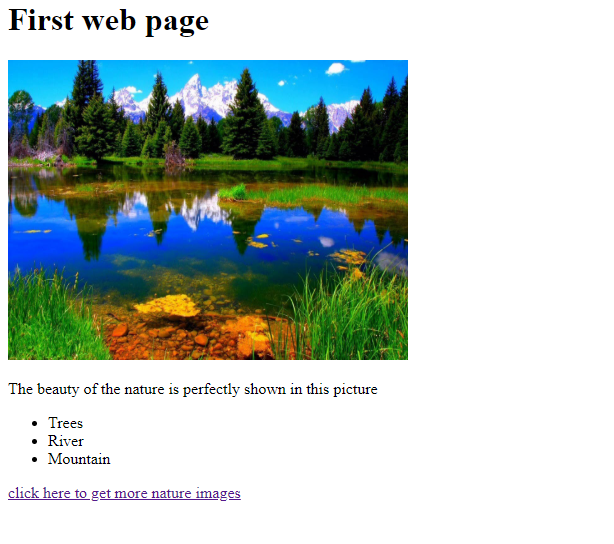 First web page
The beauty of the nature is perfectly shown in this picture
Trees
River
Mountain
click here to get more nature images